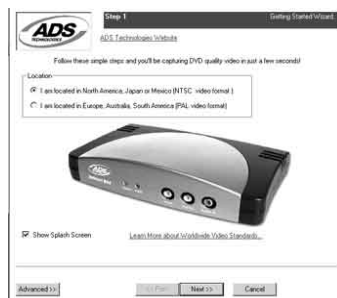 Step 1
Getting Started Wizard
ADS
TECHNOLOGIES
ADS Technologies Website
Follow these simple steps and you'll be capturing DVD quality video in just a few seconds!
Location
I am located in North America, Japan or Mexico (NTSC video format )
I am located in Europe, Australia, South America (PAL video format)
ADS
Show Splash Screen
Learn More about Worldwide Video Standards...
Advanced >>
Next >>
Cancel